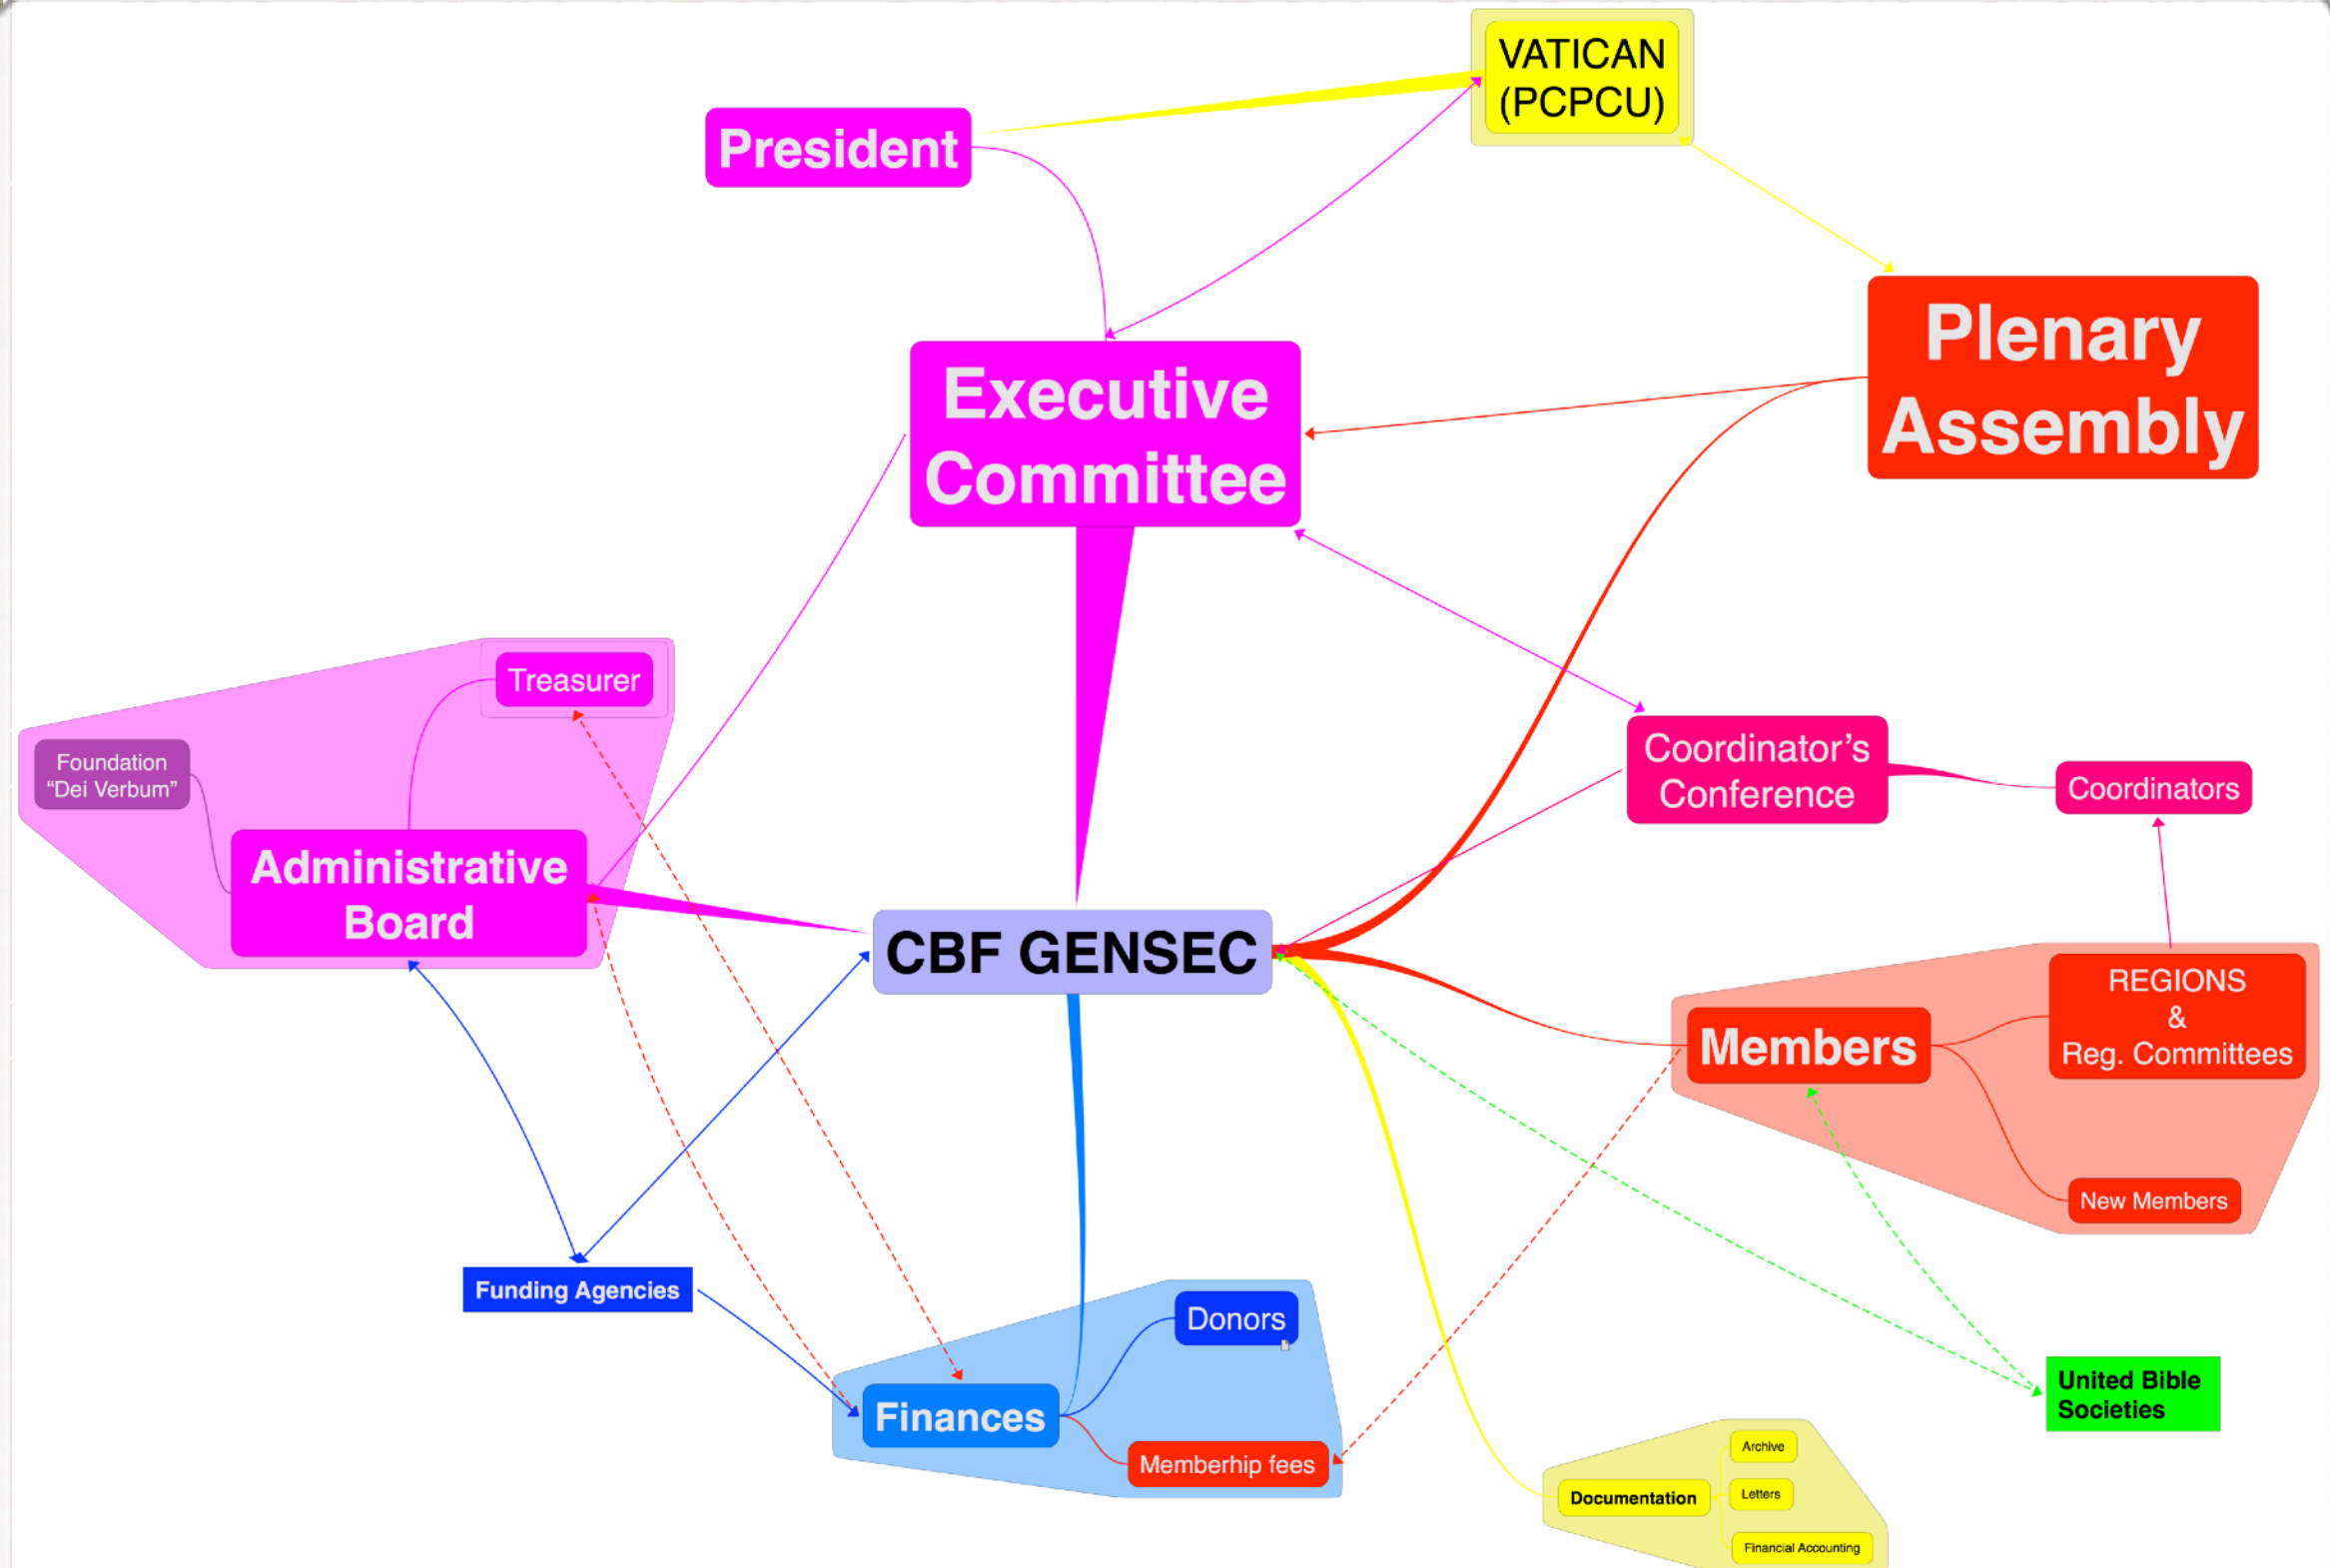 VATICAN
(PCPCU)
President
Plenary
Assembly
Executive
Committee
Treasurer
Foundation
“Dei Verbum”
Coordinator’s
Conference
Coordinators
Administrative
Board
CBF GENSEC
REGIONS
&
Reg. Committees
Members
New Members
Funding Agencies
Donors
Finances
Memberhip fees
United Bible
Societies
Documentation
Archive
Letters
Financial Accounting